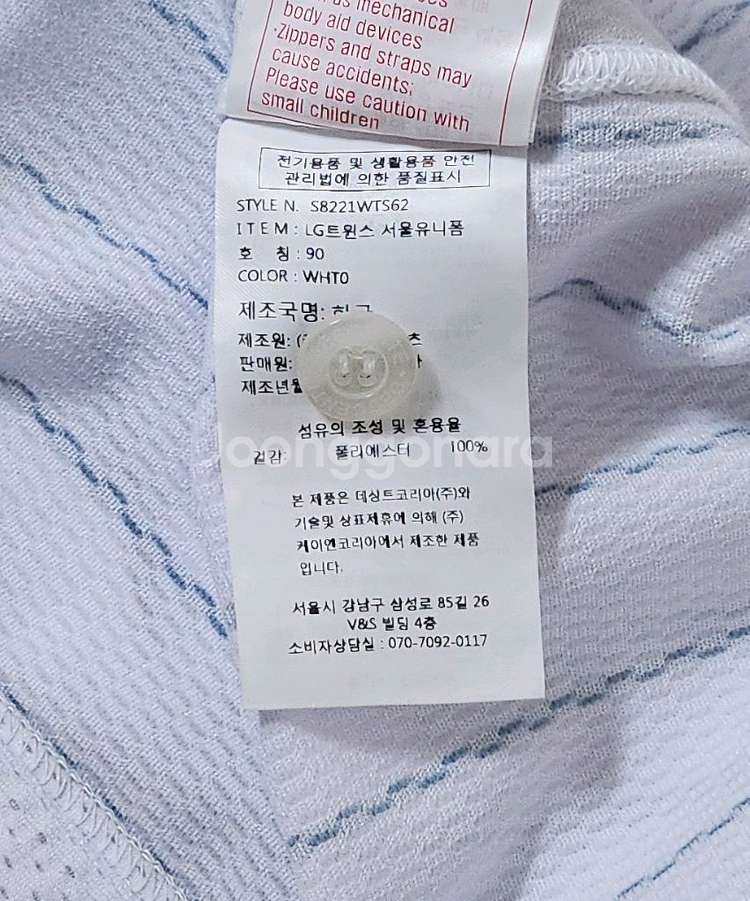 as mechanical
body aid devices
·Zippers and straps may
cause accidents;
Please use caution with
small children
전기용품 및 생활용품 안전
관리법에 의한 품질표시
STYLE N. S8221WTS62
ITEM : LG트윈스 서울유니폼
호 칭 : 90
COLOR : WHT0
제조국명:
제조원:
판매원:
제조년월
섬유의 조성 및 혼용율
겉감: 폴리에스터 100%
Joonggonara
본 제품은 데상트코리아(주)와
기술및 상표제휴에 의해 (주)
케이엔코리아에서 제조한 제품
입니다.
서울시 강남구 삼성로 85길 26
V&S 빌딩 4층
소비자상담실 : 070-7092-0117